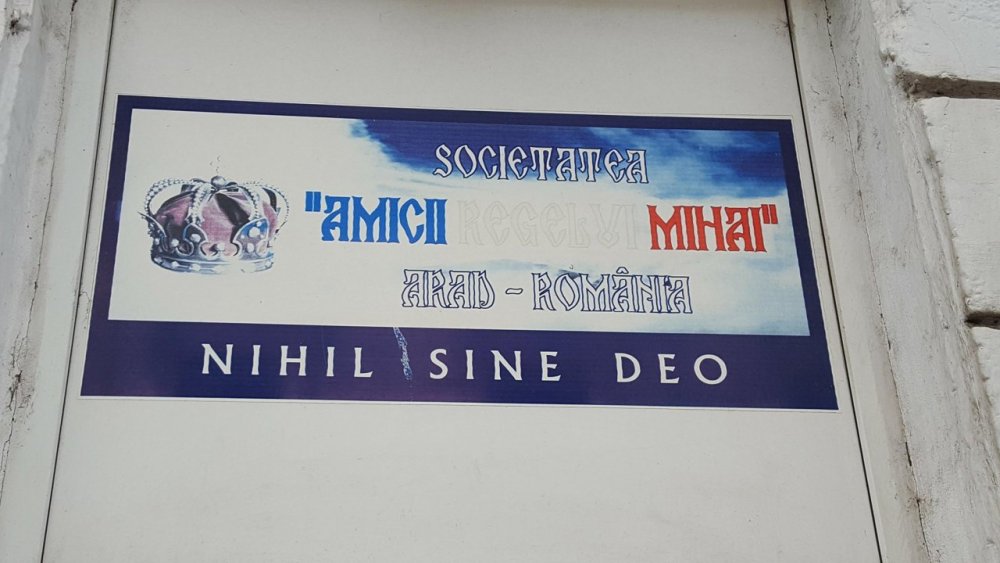 SOCIETATEA
"AMICII REGELUI MIHAI"
ARAD - ROMÂNIA
NIHIL SINE DEO